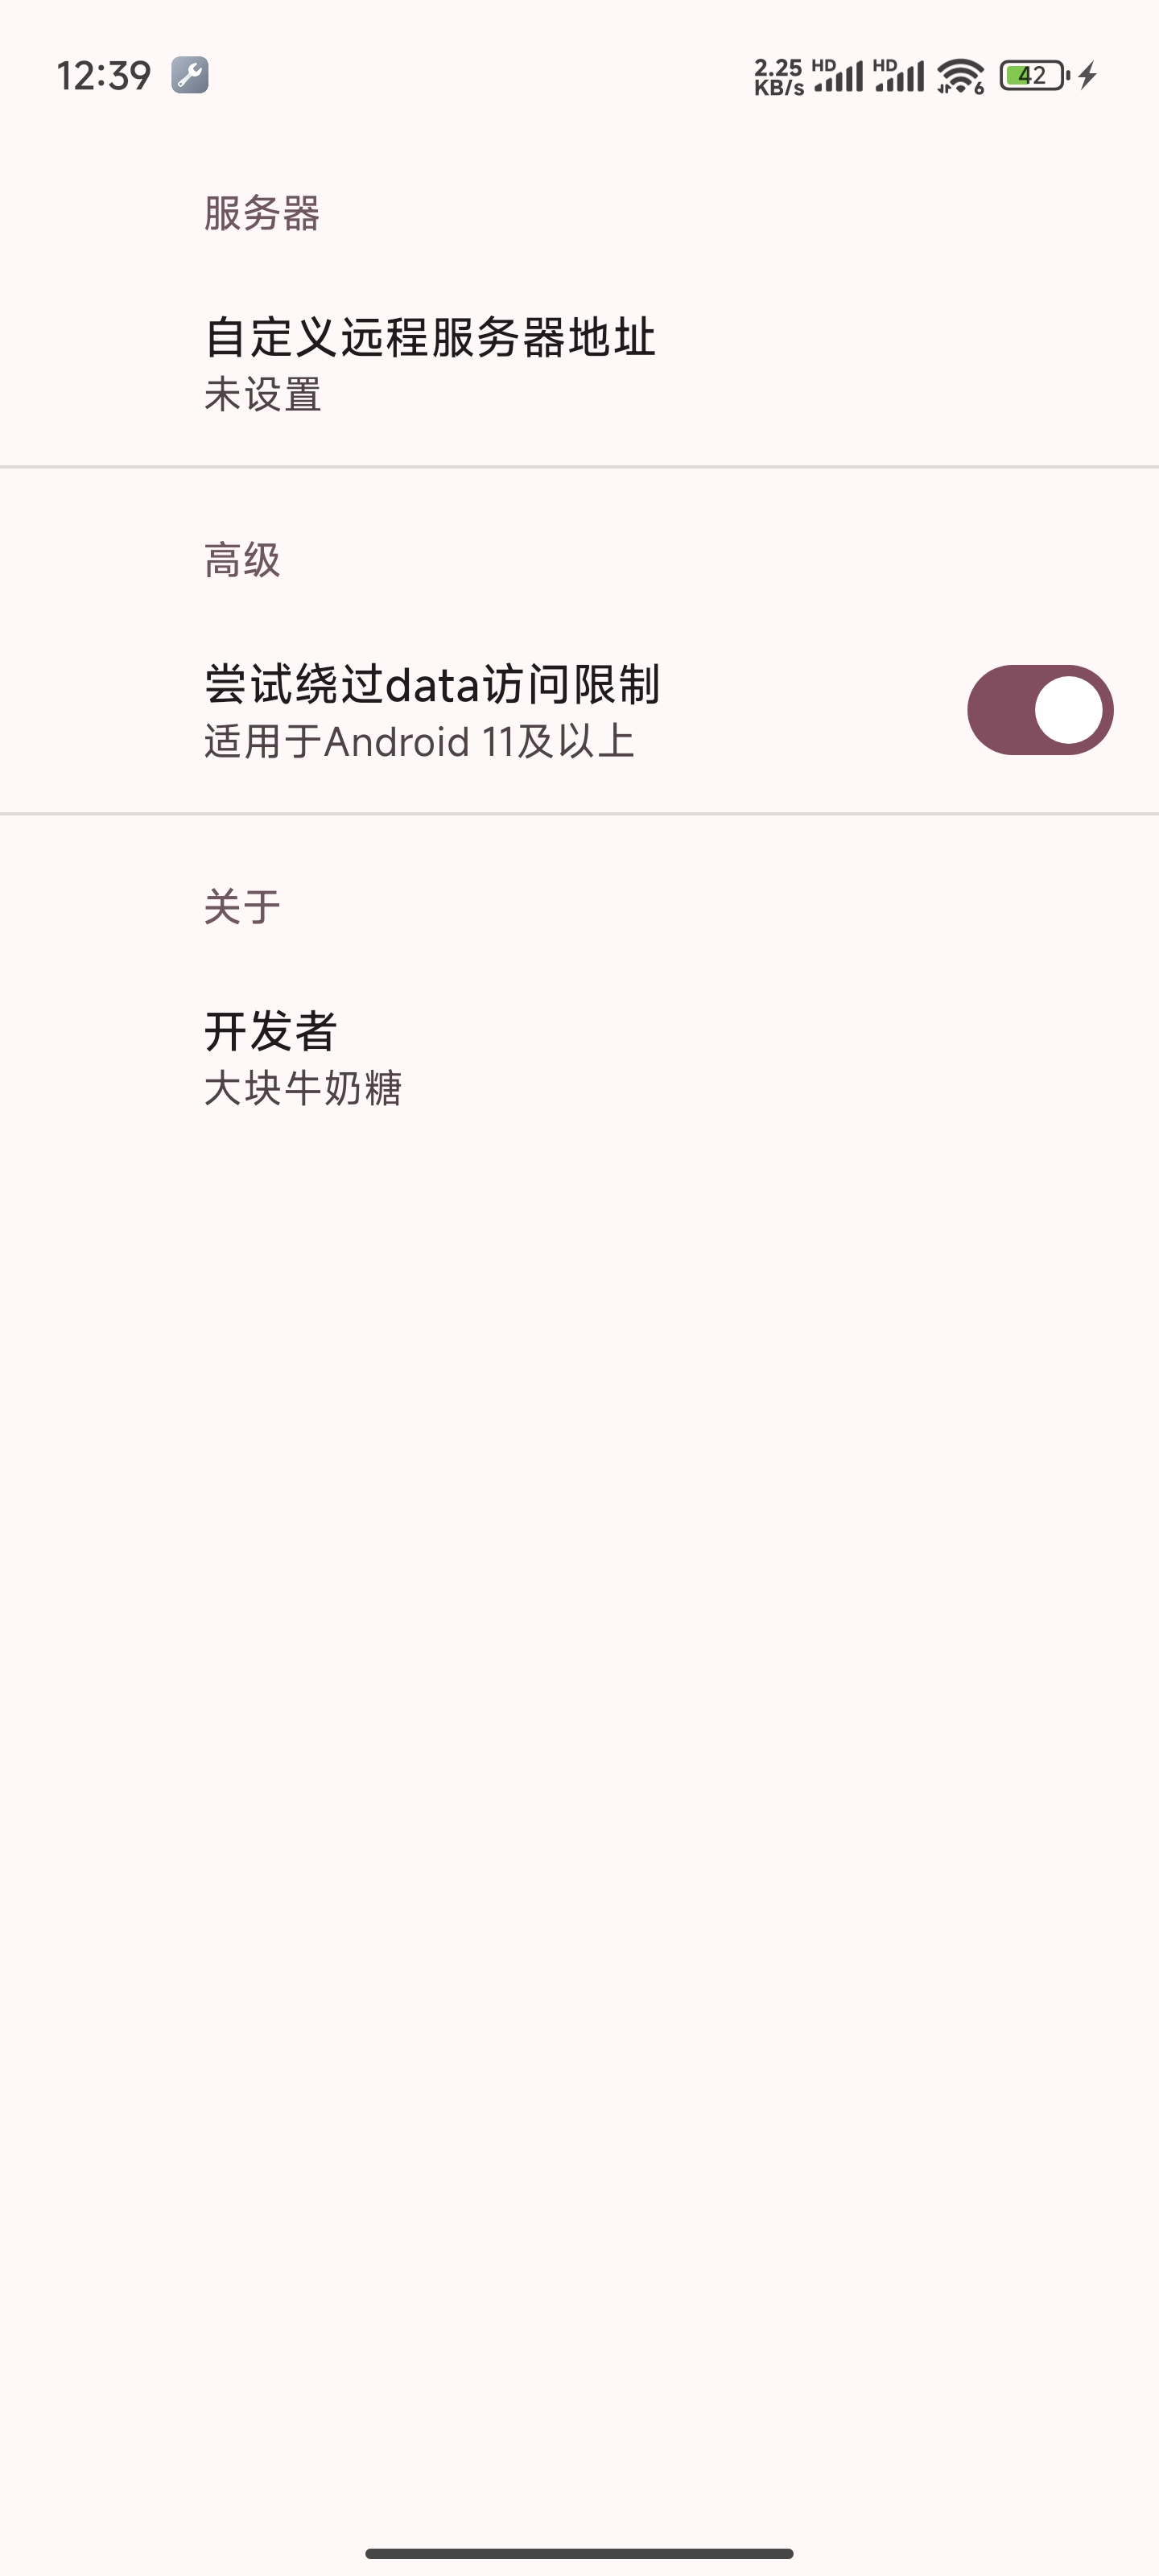 12:39
2.25
KB/s
HD
HD
6
42
服务器
自定义远程服务器地址
未设置
高级
尝试绕过data访问限制
适用于Android 11及以上
关于
开发者
大块牛奶糖